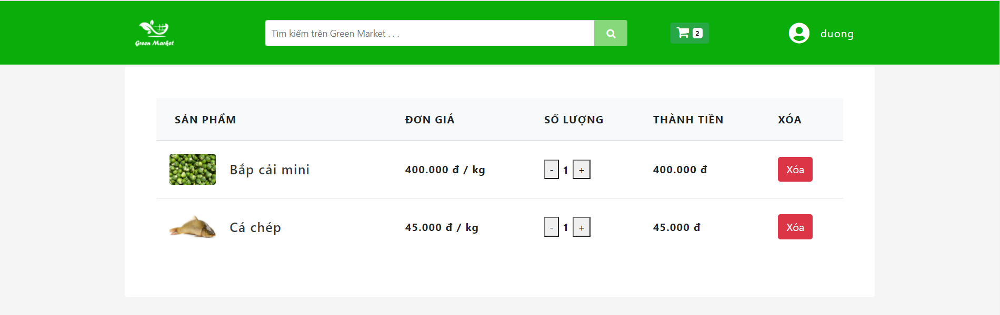 Green Market
Tìm kiếm trên Green Market . . .
2
duong
SẢN PHẨM ĐƠN GIÁ SỐ LƯỢNG THÀNH TIỀN XÓA
Bắp cải mini 400.000 đ / kg - 1 + 400.000 đ Xóa
Cá chép 45.000 đ / kg - 1 + 45.000 đ Xóa